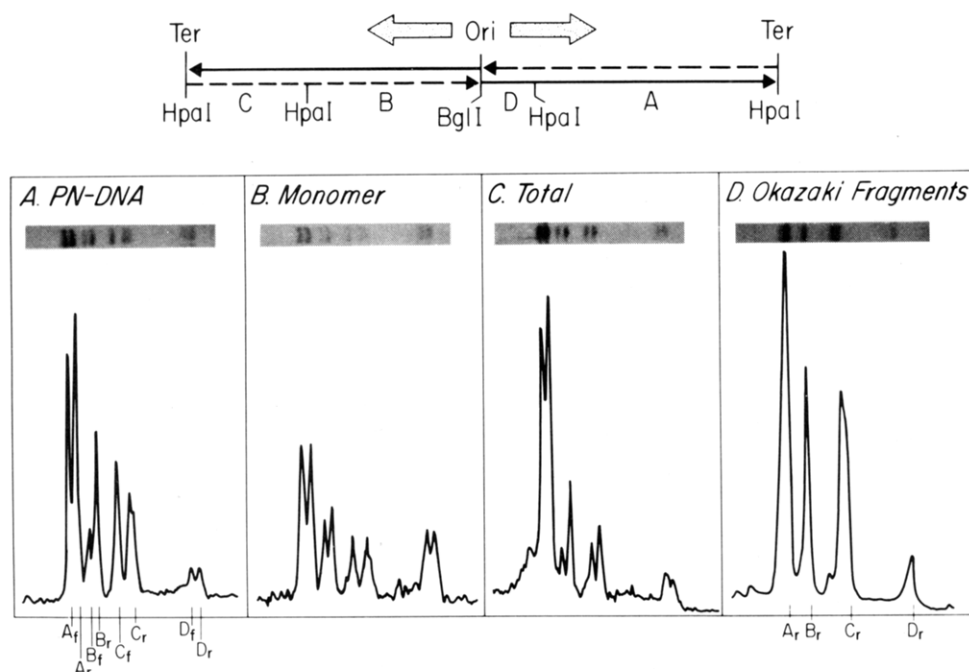 Ter Ori Ter
HpaI C HpaI B BglI D HpaI A HpaI
A. PN-DNA
B. Monomer
C. Total
D. Okazaki Fragments
Af Ar Bf Br Cf Cr Df Dr
Ar Br Cr Dr